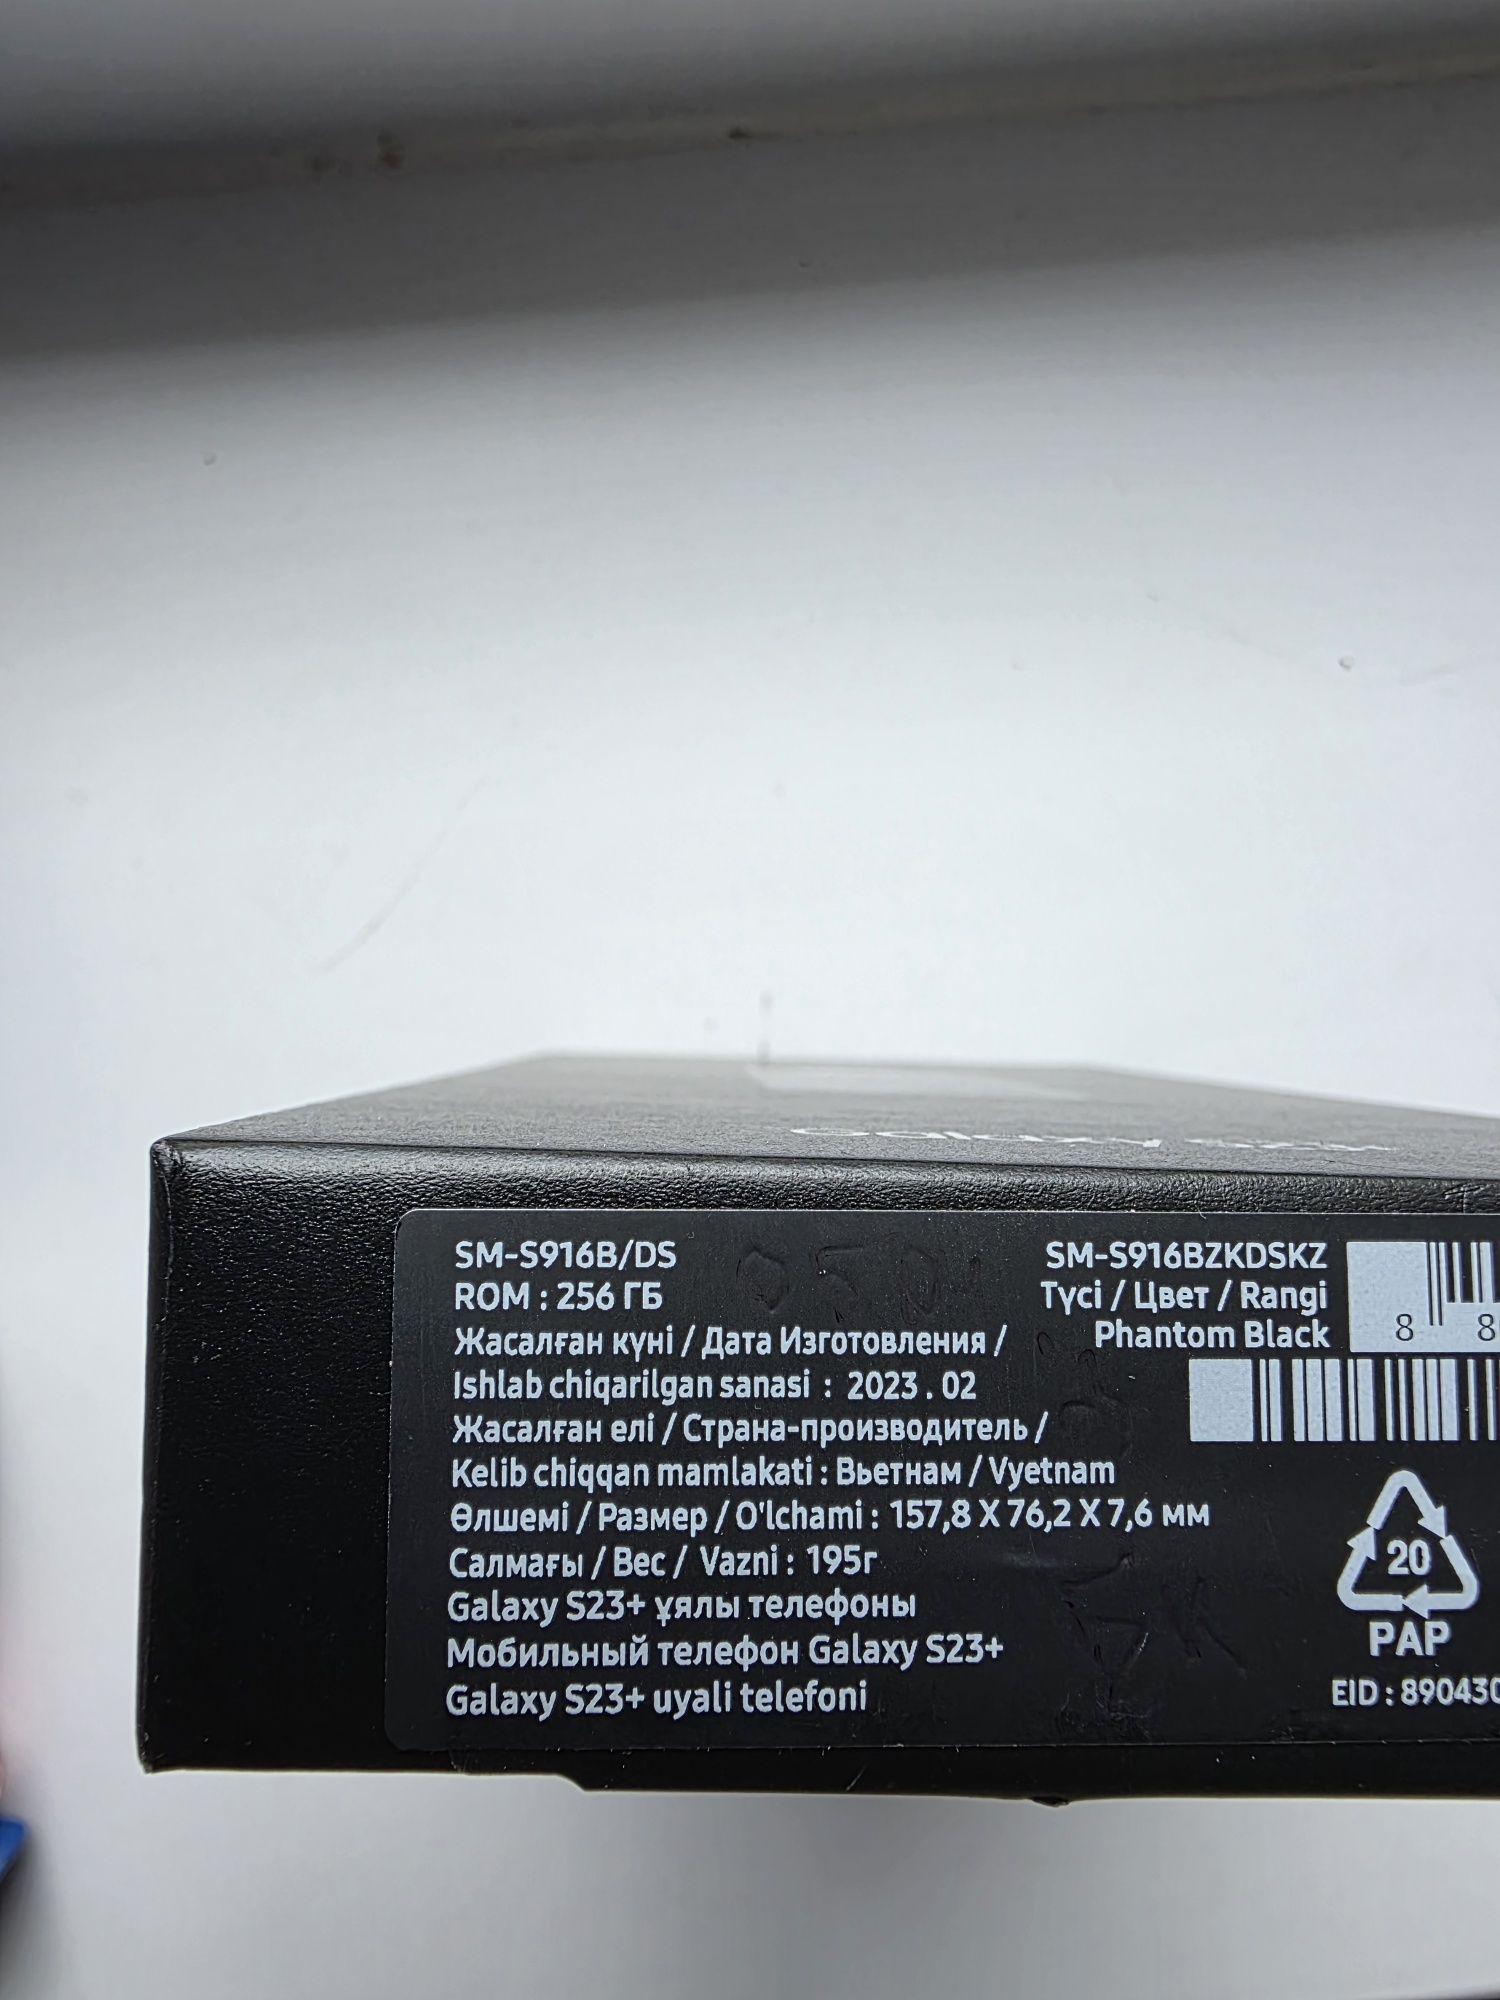 SM-S916B/DS
ROM : 256 ГБ
Жасалған күні / Дата Изготовления /
Ishlab chiqarilgan sanasi : 2023 . 02
Жасалған елі / Страна-производитель /
Kelib chiqqan mamlakati : Вьетнам / Vyetnam
Өлшемі / Размер / O'lchami : 157,8 X 76,2 X 7,6 мм
Салмағы / Вес / Vazni : 195г
Galaxy S23+ ұялы телефоны
Мобильный телефон Galaxy S23+
Galaxy S23+ uyali telefoni
SM-S916BZKDSKZ
Түсі / Цвет / Rangi
Phantom Black
8 8
20
PAP
EID : 890430